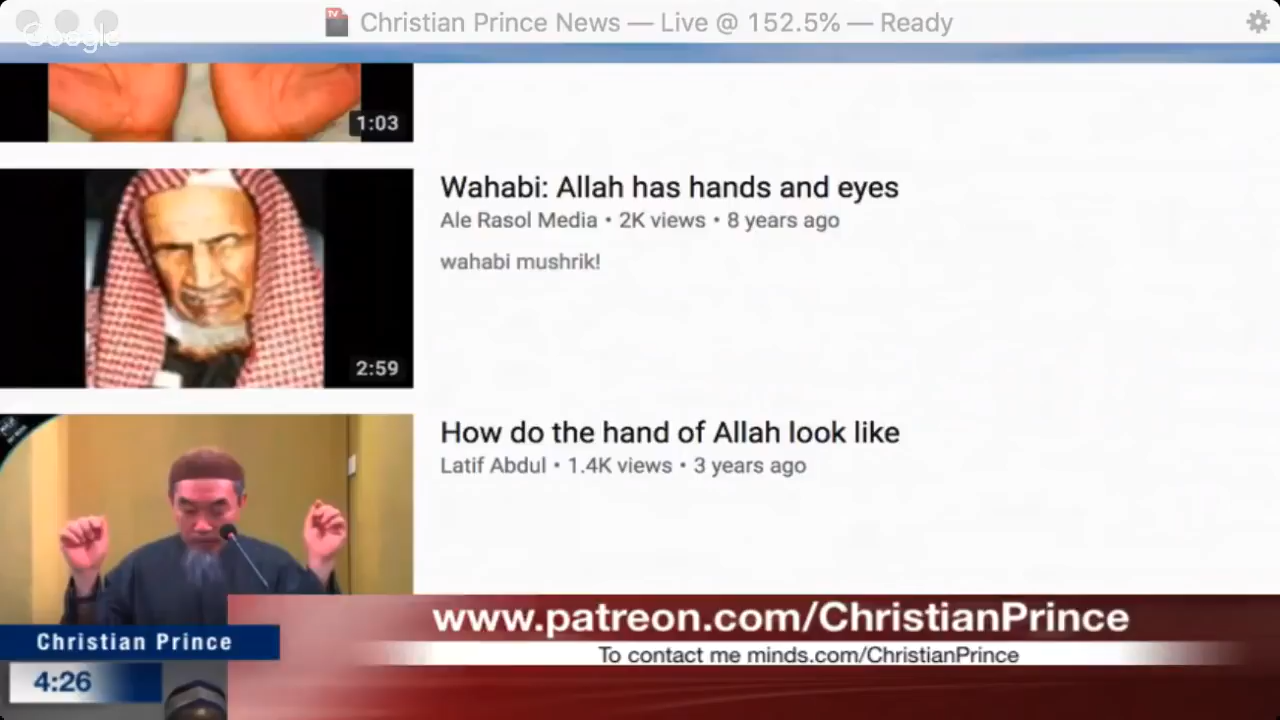 Christian Prince News — Live @ 152.5% — Ready
Google
1:03
Wahabi: Allah has hands and eyes
Ale Rasol Media • 2K views • 8 years ago
wahabi mushrik!
2:59
How do the hand of Allah look like
Latif Abdul • 1.4K views • 3 years ago
www.patreon.com/ChristianPrince
Christian Prince
To contact me minds.com/ChristianPrince
4:26